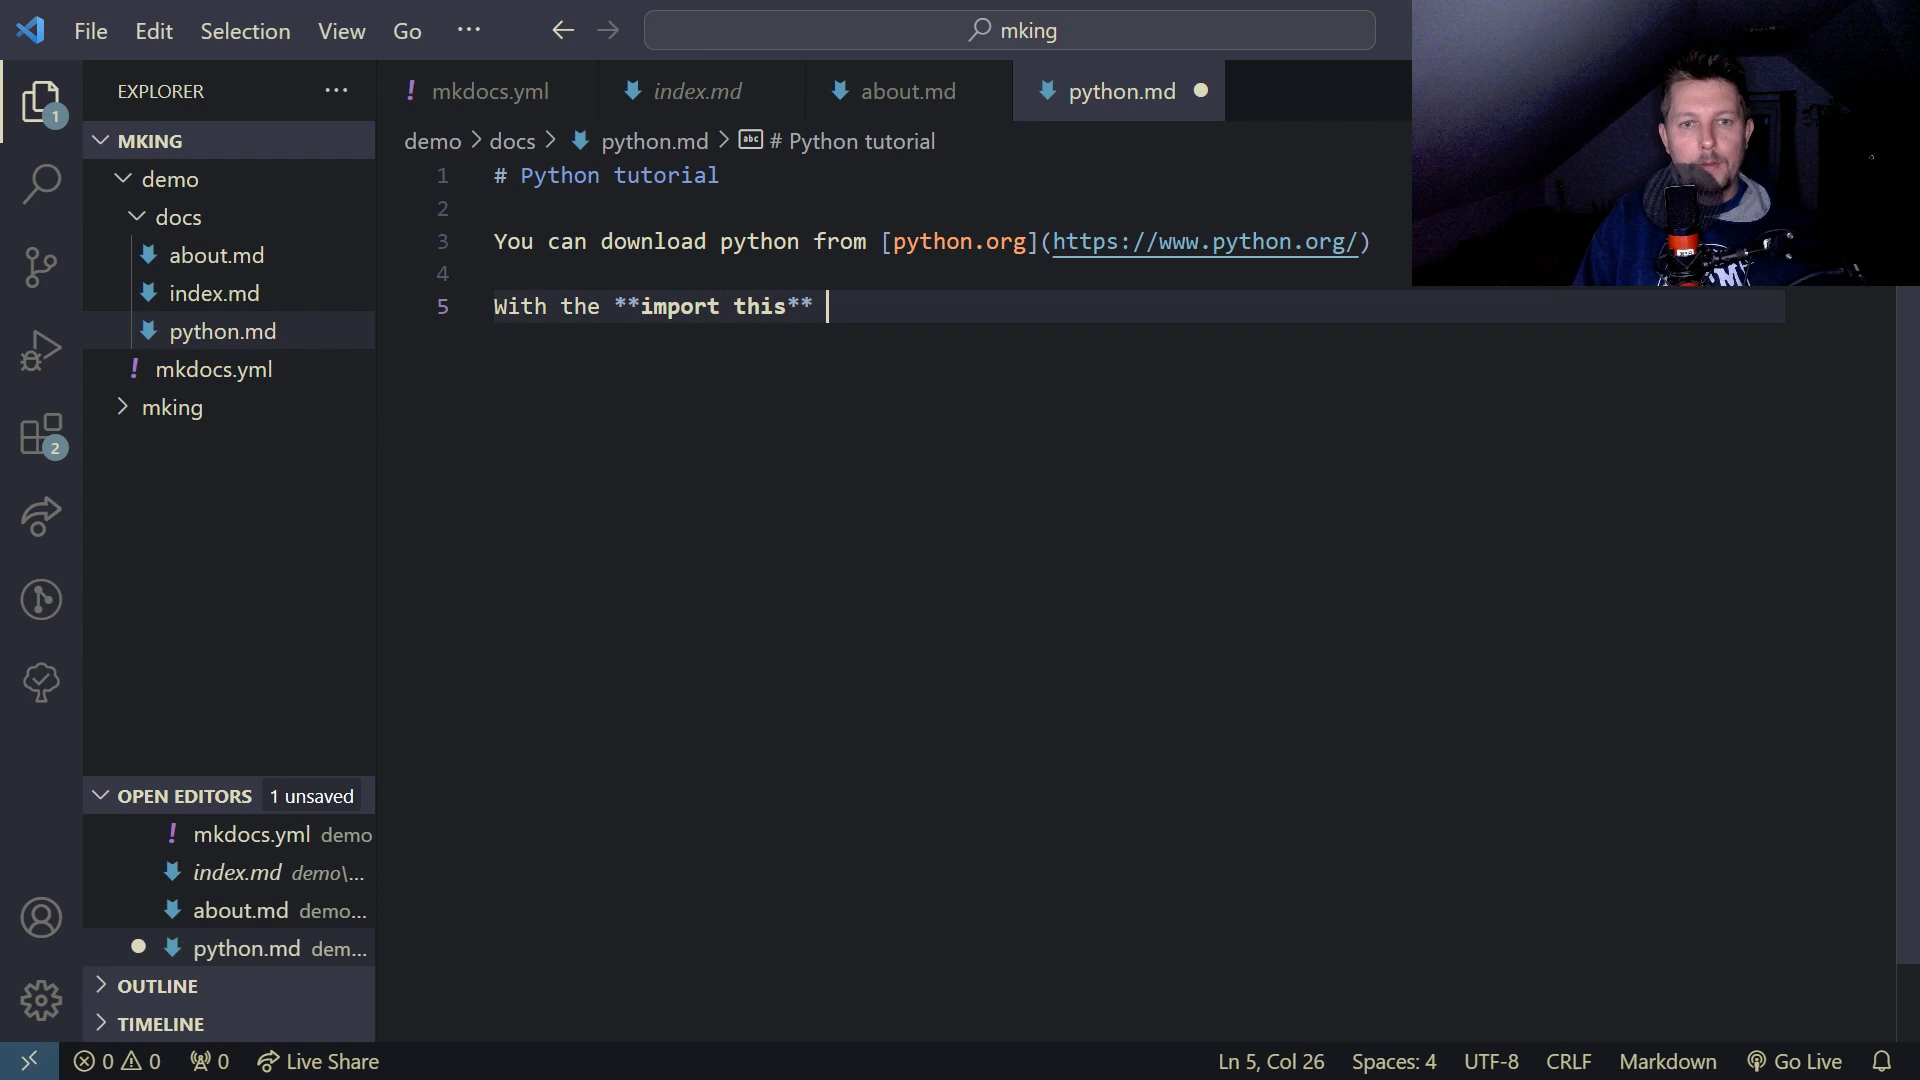 File Edit Selection View Go ··· mking
EXPLORER ···
mkdocs.yml index.md about.md python.md
MKING
demo
docs
about.md
index.md
python.md
mkdocs.yml
mking
demo > docs > python.md > abc # Python tutorial
1 # Python tutorial
2
3 You can download python from [python.org](https://www.python.org/)
4
5 With the **import this**
1
2
OPEN EDITORS 1 unsaved
mkdocs.yml demo
index.md demo\...
about.md demo...
python.md dem...
OUTLINE
TIMELINE
0 0 0 Live Share Ln 5, Col 26 Spaces: 4 UTF-8 CRLF Markdown Go Live